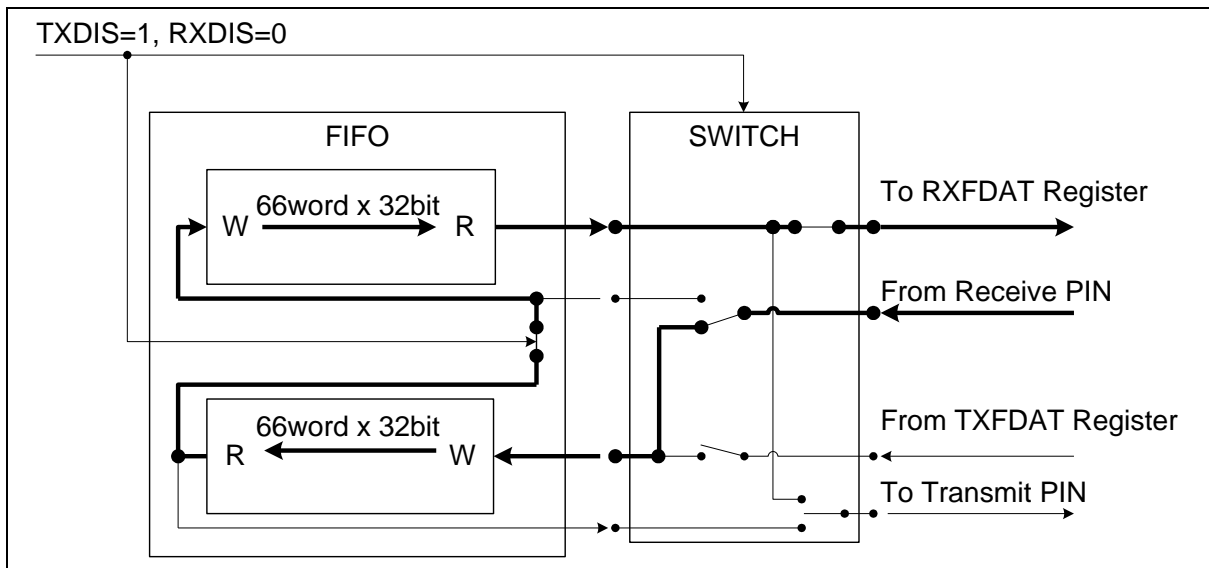 TXDIS=1, RXDIS=0
FIFO
SWITCH
66word x 32bit
W
R
To RXFDAT Register
From Receive PIN
66word x 32bit
R
W
From TXFDAT Register
To Transmit PIN